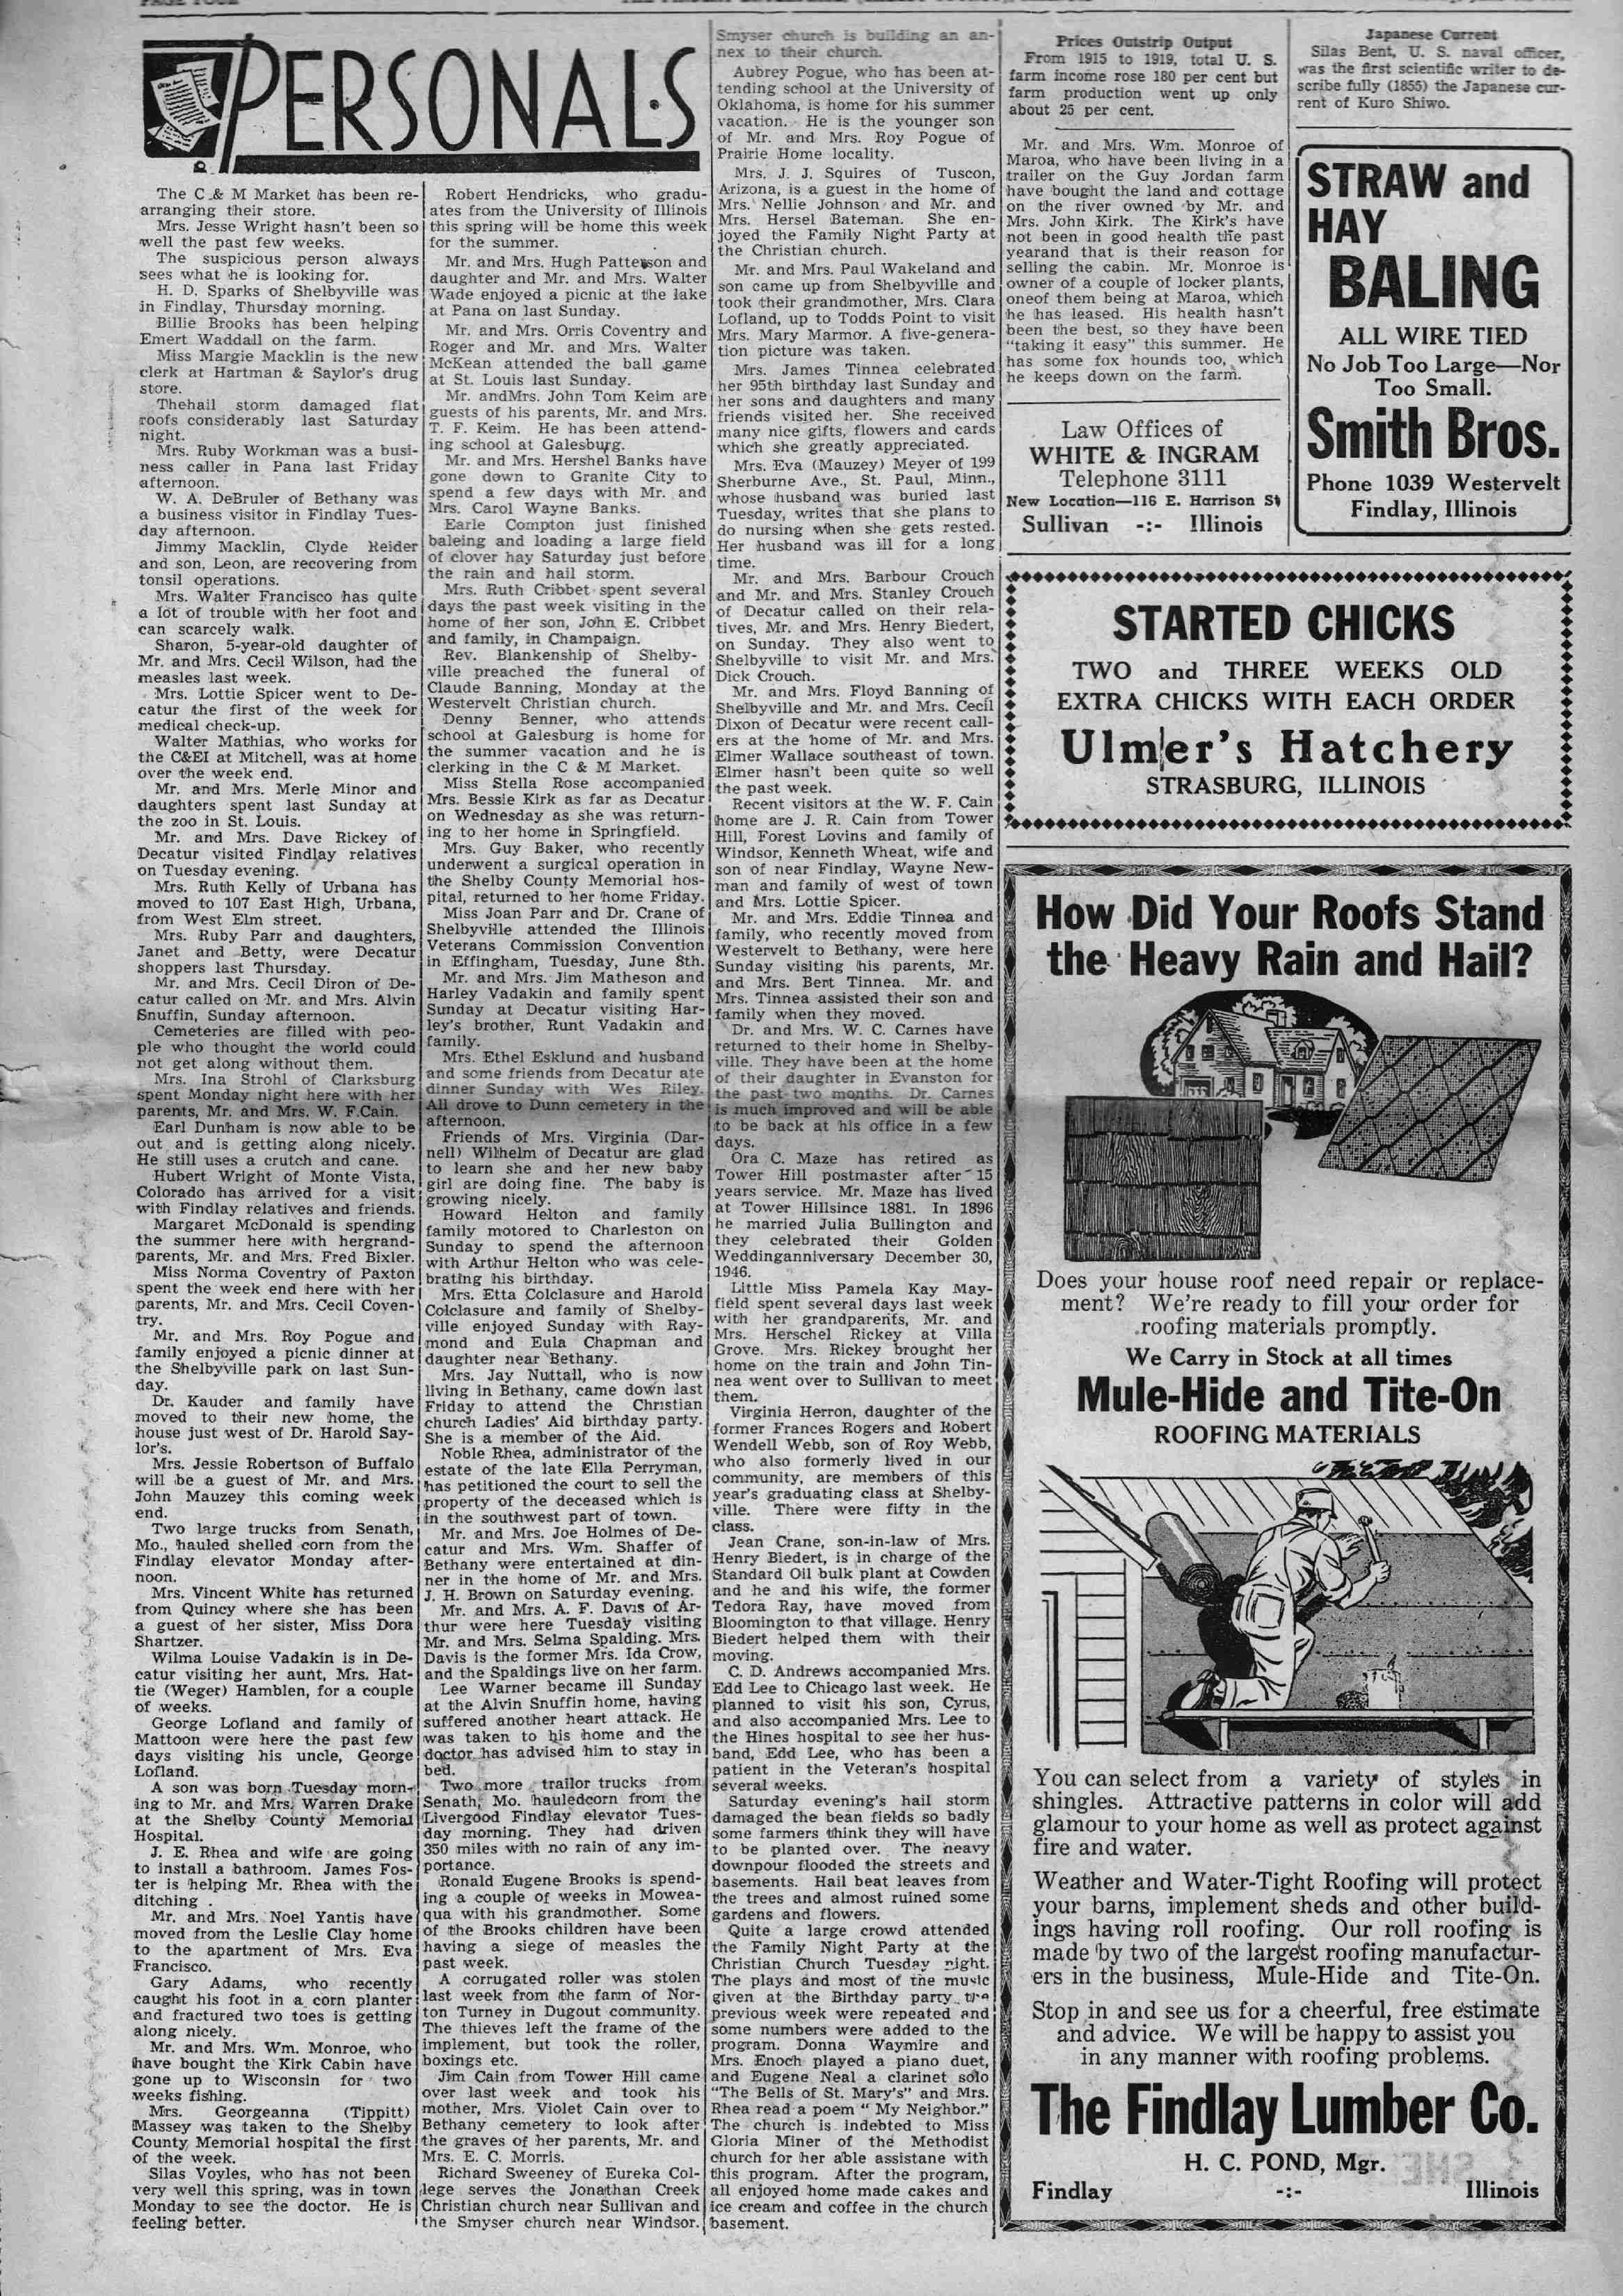 PAGE FOUR
PERSONALS
The C & M Market has been re-
arranging their store.
Mrs. Jesse Wright hasn't been so
well the past few weeks.
The suspicious person always
sees what he is looking for.
H. D. Sparks of Shelbyville was
in Findlay, Thursday morning.
Billie Brooks has been helping
Emert Waddall on the farm.
Miss Margie Macklin is the new
clerk at Hartman & Saylor's drug
store.
Thehail storm damaged flat
roofs considerably last Saturday
night.
Mrs. Ruby Workman was a busi-
ness caller in Pana last Friday
afternoon.
W. A. DeBruler of Bethany was
a business visitor in Findlay Tues-
day afternoon.
Jimmy Macklin, Clyde Reider
and son, Leon, are recovering from
tonsil operations.
Mrs. Walter Francisco has quite
a lot of trouble with her foot and
can scarcely walk.
Sharon, 5-year-old daughter of
Mr. and Mrs. Cecil Wilson, had the
measles last week.
Mrs. Lottie Spicer went to De-
catur the first of the week for
medical check-up.
Walter Mathias, who works for
the C&EI at Mitchell, was at home
over the week end.
Mr. and Mrs. Merle Minor and
daughters spent last Sunday at
the zoo in St. Louis.
Mr. and Mrs. Dave Rickey of
Decatur visited Findlay relatives
on Tuesday evening.
Mrs. Ruth Kelly of Urbana has
moved to 107 East High, Urbana,
from West Elm street.
Mrs. Ruby Parr and daughters,
Janet and Betty, were Decatur
shoppers last Thursday.
Mr. and Mrs. Cecil Diron of De-
catur called on Mr. and Mrs. Alvin
Snuffin, Sunday afternoon.
Cemeteries are filled with peo-
ple who thought the world could
not get along without them.
Mrs. Ina Strohl of Clarksburg
spent Monday night here with her
parents, Mr. and Mrs. W. F.Cain.
Earl Dunham is now able to be
out and is getting along nicely.
He still uses a crutch and cane.
Hubert Wright of Monte Vista,
Colorado has arrived for a visit
with Findlay relatives and friends.
Margaret McDonald is spending
the summer here with hergrand-
parents, Mr. and Mrs. Fred Bixler.
Miss Norma Coventry of Paxton
spent the week end here with her
parents, Mr. and Mrs. Cecil Coven-
try.
Mr. and Mrs. Roy Pogue and
family enjoyed a picnic dinner at
the Shelbyville park on last Sun-
day.
Dr. Kauder and family have
moved to their new home, the
house just west of Dr. Harold Say-
lor's.
Mrs. Jessie Robertson of Buffalo
will be a guest of Mr. and Mrs.
John Mauzey this coming week
end.
Two large trucks from Senath,
Mo., hauled shelled corn from the
Findlay elevator Monday after-
noon.
Mrs. Vincent White has returned
from Quincy where she has been
a guest of her sister, Miss Dora
Shartzer.
Wilma Louise Vadakin is in De-
catur visiting her aunt, Mrs. Hat-
tie (Weger) Hamblen, for a couple
of weeks.
George Lofland and family of
Mattoon were here the past few
days visiting his uncle, George
Lofland.
A son was born Tuesday morn-
ing to Mr. and Mrs. Warren Drake
at the Shelby County Memorial
Hospital.
J. E. Rhea and wife are going
to install a bathroom. James Fos-
ter is helping Mr. Rhea with the
ditching .
Mr. and Mrs. Noel Yantis have
moved from the Leslie Clay home
to the apartment of Mrs. Eva
Francisco.
Gary Adams, who recently
caught his foot in a corn planter
and fractured two toes is getting
along nicely.
Mr. and Mrs. Wm. Monroe, who
have bought the Kirk Cabin have
gone up to Wisconsin for two
weeks fishing.
Mrs. Georgeanna (Tippitt)
Massey was taken to the Shelby
County Memorial hospital the first
of the week.
Silas Voyles, who has not been
very well this spring, was in town
Monday to see the doctor. He is
feeling better.
Robert Hendricks, who gradu-
ates from the University of Illinois
this spring will be home this week
for the summer.
Mr. and Mrs. Hugh Patterson and
daughter and Mr. and Mrs. Walter
Wade enjoyed a picnic at the lake
at Pana on last Sunday.
Mr. and Mrs. Orris Coventry and
Roger and Mr. and Mrs. Walter
McKean attended the ball game
at St. Louis last Sunday.
Mr. andMrs. John Tom Keim are
guests of his parents, Mr. and Mrs.
T. F. Keim. He has been attend-
ing school at Galesburg.
Mr. and Mrs. Hershel Banks have
gone down to Granite City to
spend a few days with Mr. and
Mrs. Carol Wayne Banks.
Earle Compton just finished
baleing and loading a large field
of clover hay Saturday just before
the rain and hail storm.
Mrs. Ruth Cribbet spent several
days the past week visiting in the
home of her son, John E. Cribbet
and family, in Champaign.
Rev. Blankenship of Shelby-
ville preached the funeral of
Claude Banning, Monday at the
Westervelt Christian church.
Denny Benner, who attends
school at Galesburg is home for
the summer vacation and he is
clerking in the C & M Market.
Miss Stella Rose accompanied
Mrs. Bessie Kirk as far as Decatur
on Wednesday as she was return-
ing to her home in Springfield.
Mrs. Guy Baker, who recently
underwent a surgical operation in
the Shelby County Memorial hos-
pital, returned to her home Friday.
Miss Joan Parr and Dr. Crane of
Shelbyville attended the Illinois
Veterans Commission Convention
in Effingham, Tuesday, June 8th.
Mr. and Mrs. Jim Matheson and
Harley Vadakin and family spent
Sunday at Decatur visiting Har-
ley's brother, Runt Vadakin and
family.
Mrs. Ethel Esklund and husband
and some friends from Decatur ate
dinner Sunday with Wes Riley.
All drove to Dunn cemetery in the
afternoon.
Friends of Mrs. Virginia (Dar-
nell) Wilhelm of Decatur are glad
to learn she and her new baby
girl are doing fine. The baby is
growing nicely.
Howard Helton and family
family motored to Charleston on
Sunday to spend the afternoon
with Arthur Helton who was cele-
brating his birthday.
Mrs. Etta Colclasure and Harold
Colclasure and family of Shelby-
ville enjoyed Sunday with Ray-
mond and Eula Chapman and
daughter near Bethany.
Mrs. Jay Nuttall, who is now
living in Bethany, came down last
Friday to attend the Christian
church Ladies' Aid birthday party.
She is a member of the Aid.
Noble Rhea, administrator of the
estate of the late Ella Perryman,
has petitioned the court to sell the
property of the deceased which is
in the southwest part of town.
Mr. and Mrs. Joe Holmes of De-
catur and Mrs. Wm. Shaffer of
Bethany were entertained at din-
ner in the home of Mr. and Mrs.
J. H. Brown on Saturday evening.
Mr. and Mrs. A. F. Davis of Ar-
thur were here Tuesday visiting
Mr. and Mrs. Selma Spalding. Mrs.
Davis is the former Mrs. Ida Crow,
and the Spaldings live on her farm.
Lee Warner became ill Sunday
at the Alvin Snuffin home, having
suffered another heart attack. He
was taken to his home and the
doctor has advised him to stay in
bed.
Two more trailor trucks from
Senath, Mo. hauledcorn from the
Livergood Findlay elevator Tues-
day morning. They had driven
350 miles with no rain of any im-
portance.
Ronald Eugene Brooks is spend-
ing a couple of weeks in Mowea-
qua with his grandmother. Some
of the Brooks children have been
having a siege of measles the
past week.
A corrugated roller was stolen
last week from the farm of Nor-
ton Turney in Dugout community.
The thieves left the frame of the
implement, but took the roller,
boxings etc.
Jim Cain from Tower Hill came
over last week and took his
mother, Mrs. Violet Cain over to
Bethany cemetery to look after
the graves of her parents, Mr. and
Mrs. E. C. Morris.
Richard Sweeney of Eureka Col-
lege serves the Jonathan Creek
Christian church near Sullivan and
the Smyser church near Windsor.
Smyser church is building an an-
nex to their church.
Aubrey Pogue, who has been at-
tending school at the University of
Oklahoma, is home for his summer
vacation. He is the younger son
of Mr. and Mrs. Roy Pogue of
Prairie Home locality.
Mrs. J. J. Squires of Tuscon,
Arizona, is a guest in the home of
Mrs. Nellie Johnson and Mr. and
Mrs. Hersel Bateman. She en-
joyed the Family Night Party at
the Christian church.
Mr. and Mrs. Paul Wakeland and
son came up from Shelbyville and
took their grandmother, Mrs. Clara
Lofland, up to Todds Point to visit
Mrs. Mary Marmor. A five-genera-
tion picture was taken.
Mrs. James Tinnea celebrated
her 95th birthday last Sunday and
her sons and daughters and many
friends visited her. She received
many nice gifts, flowers and cards
which she greatly appreciated.
Mrs. Eva (Mauzey) Meyer of 199
Sherburne Ave., St. Paul, Minn.,
whose husband was buried last
Tuesday, writes that she plans to
do nursing when she gets rested.
Her husband was ill for a long
time.
Mr. and Mrs. Barbour Crouch
and Mr. and Mrs. Stanley Crouch
of Decatur called on their rela-
tives, Mr. and Mrs. Henry Biedert,
on Sunday. They also went to
Shelbyville to visit Mr. and Mrs.
Dick Crouch.
Mr. and Mrs. Floyd Banning of
Shelbyville and Mr. and Mrs. Cecil
Dixon of Decatur were recent call-
ers at the home of Mr. and Mrs.
Elmer Wallace southeast of town.
Elmer hasn't been quite so well
the past week.
Recent visitors at the W. F. Cain
home are J. R. Cain from Tower
Hill, Forest Lovins and family of
Windsor, Kenneth Wheat, wife and
son of near Findlay, Wayne New-
man and family of west of town
and Mrs. Lottie Spicer.
Mr. and Mrs. Eddie Tinnea and
family, who recently moved from
Westervelt to Bethany, were here
Sunday visiting his parents, Mr.
and Mrs. Bert Tinnea. Mr. and
Mrs. Tinnea assisted their son and
family when they moved.
Dr. and Mrs. W. C. Carnes have
returned to their home in Shelby-
ville. They have been at the home
of their daughter in Evanston for
the past two months. Dr. Carnes
is much improved and will be able
to be back at his office in a few
days.
Ora C. Maze has retired as
Tower Hill postmaster after 15
years service. Mr. Maze has lived
at Tower Hillsince 1881. In 1896
he married Julia Bullington and
they celebrated their Golden
Weddinganniversary December 30,
1946.
Little Miss Pamela Kay May-
field spent several days last week
with her grandparents, Mr. and
Mrs. Herschel Rickey at Villa
Grove. Mrs. Rickey brought her
home on the train and John Tin-
nea went over to Sullivan to meet
them.
Virginia Herron, daughter of the
former Frances Rogers and Robert
Wendell Webb, son of Roy Webb,
who also formerly lived in our
community, are members of this
year's graduating class at Shelby-
ville. There were fifty in the
class.
Jean Crane, son-in-law of Mrs.
Henry Biedert, is in charge of the
Standard Oil bulk plant at Cowden
and he and his wife, the former
Tedora Ray, have moved from
Bloomington to that village. Henry
Biedert helped them with their
moving.
C. D. Andrews accompanied Mrs.
Edd Lee to Chicago last week. He
planned to visit his son, Cyrus,
and also accompanied Mrs. Lee to
the Hines hospital to see her hus-
band, Edd Lee, who has been a
patient in the Veteran's hospital
several weeks.
Saturday evening's hail storm
damaged the bean fields so badly
some farmers think they will have
to be planted over. The heavy
downpour flooded the streets and
basements. Hail beat leaves from
the trees and almost ruined some
gardens and flowers.
Quite a large crowd attended
the Family Night Party at the
Christian Church Tuesday night.
The plays and most of the music
given at the Birthday party the
previous week were repeated and
some numbers were added to the
program. Donna Waymire and
Mrs. Enoch played a piano duet,
and Eugene Neal a clarinet solo
"The Bells of St. Mary's" and Mrs.
Rhea read a poem " My Neighbor."
The church is indebted to Miss
Gloria Miner of the Methodist
church for her able assistane with
this program. After the program,
all enjoyed home made cakes and
ice cream and coffee in the church
basement.
Prices Outstrip Output
From 1915 to 1919, total U. S.
farm income rose 180 per cent but
farm production went up only
about 25 per cent.
Mr. and Mrs. Wm. Monroe of
Maroa, who have been living in a
trailer on the Guy Jordan farm
have bought the land and cottage
on the river owned by Mr. and
Mrs. John Kirk. The Kirk's have
not been in good health the past
yearand that is their reason for
selling the cabin. Mr. Monroe is
owner of a couple of locker plants,
oneof them being at Maroa, which
he has leased. His health hasn't
been the best, so they have been
"taking it easy" this summer. He
has some fox hounds too, which
he keeps down on the farm.
Law Offices of
WHITE & INGRAM
Telephone 3111
New Location—116 E. Harrison St
Sullivan -:- Illinois
Japanese Current
Silas Bent, U. S. naval officer,
was the first scientific writer to de-
scribe fully (1855) the Japanese cur-
rent of Kuro Shiwo.
STRAW and
HAY
BALING
ALL WIRE TIED
No Job Too Large—Nor
Too Small.
Smith Bros.
Phone 1039 Westervelt
Findlay, Illinois
STARTED CHICKS
TWO and THREE WEEKS OLD
EXTRA CHICKS WITH EACH ORDER
Ulmer's Hatchery
STRASBURG, ILLINOIS
How Did Your Roofs Stand
the Heavy Rain and Hail?
Does your house roof need repair or replace-
ment? We're ready to fill your order for
roofing materials promptly.
We Carry in Stock at all times
Mule-Hide and Tite-On
ROOFING MATERIALS
You can select from a variety of styles in
shingles. Attractive patterns in color will add
glamour to your home as well as protect against
fire and water.
Weather and Water-Tight Roofing will protect
your barns, implement sheds and other build-
ings having roll roofing. Our roll roofing is
made by two of the largest roofing manufactur-
ers in the business, Mule-Hide and Tite-On.
Stop in and see us for a cheerful, free estimate
and advice. We will be happy to assist you
in any manner with roofing problems.
The Findlay Lumber Co.
H. C. POND, Mgr.
Findlay -:- Illinois